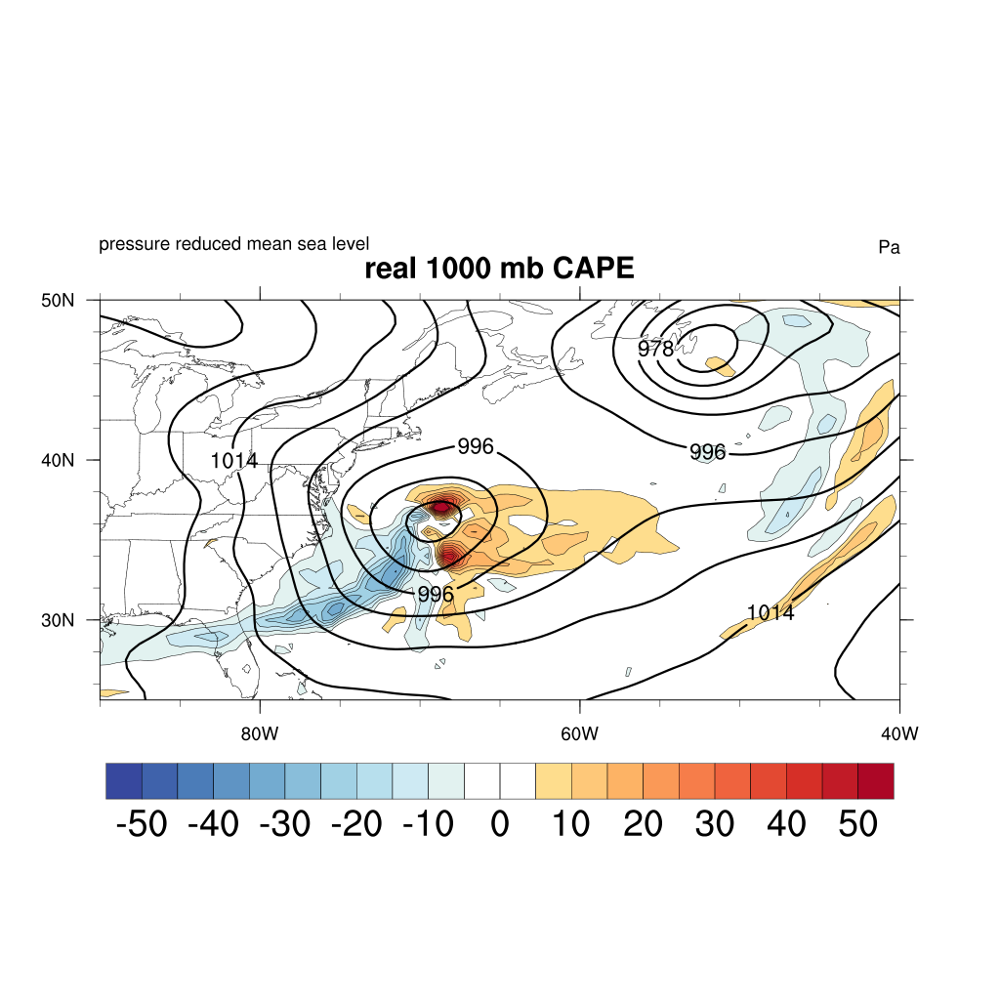 pressure reduced mean sea level
Pa
real 1000 mb CAPE
50N
978
996
996
1014
40N
996
1014
30N
80W
60W
40W
-50 -40 -30 -20 -10 0 10 20 30 40 50